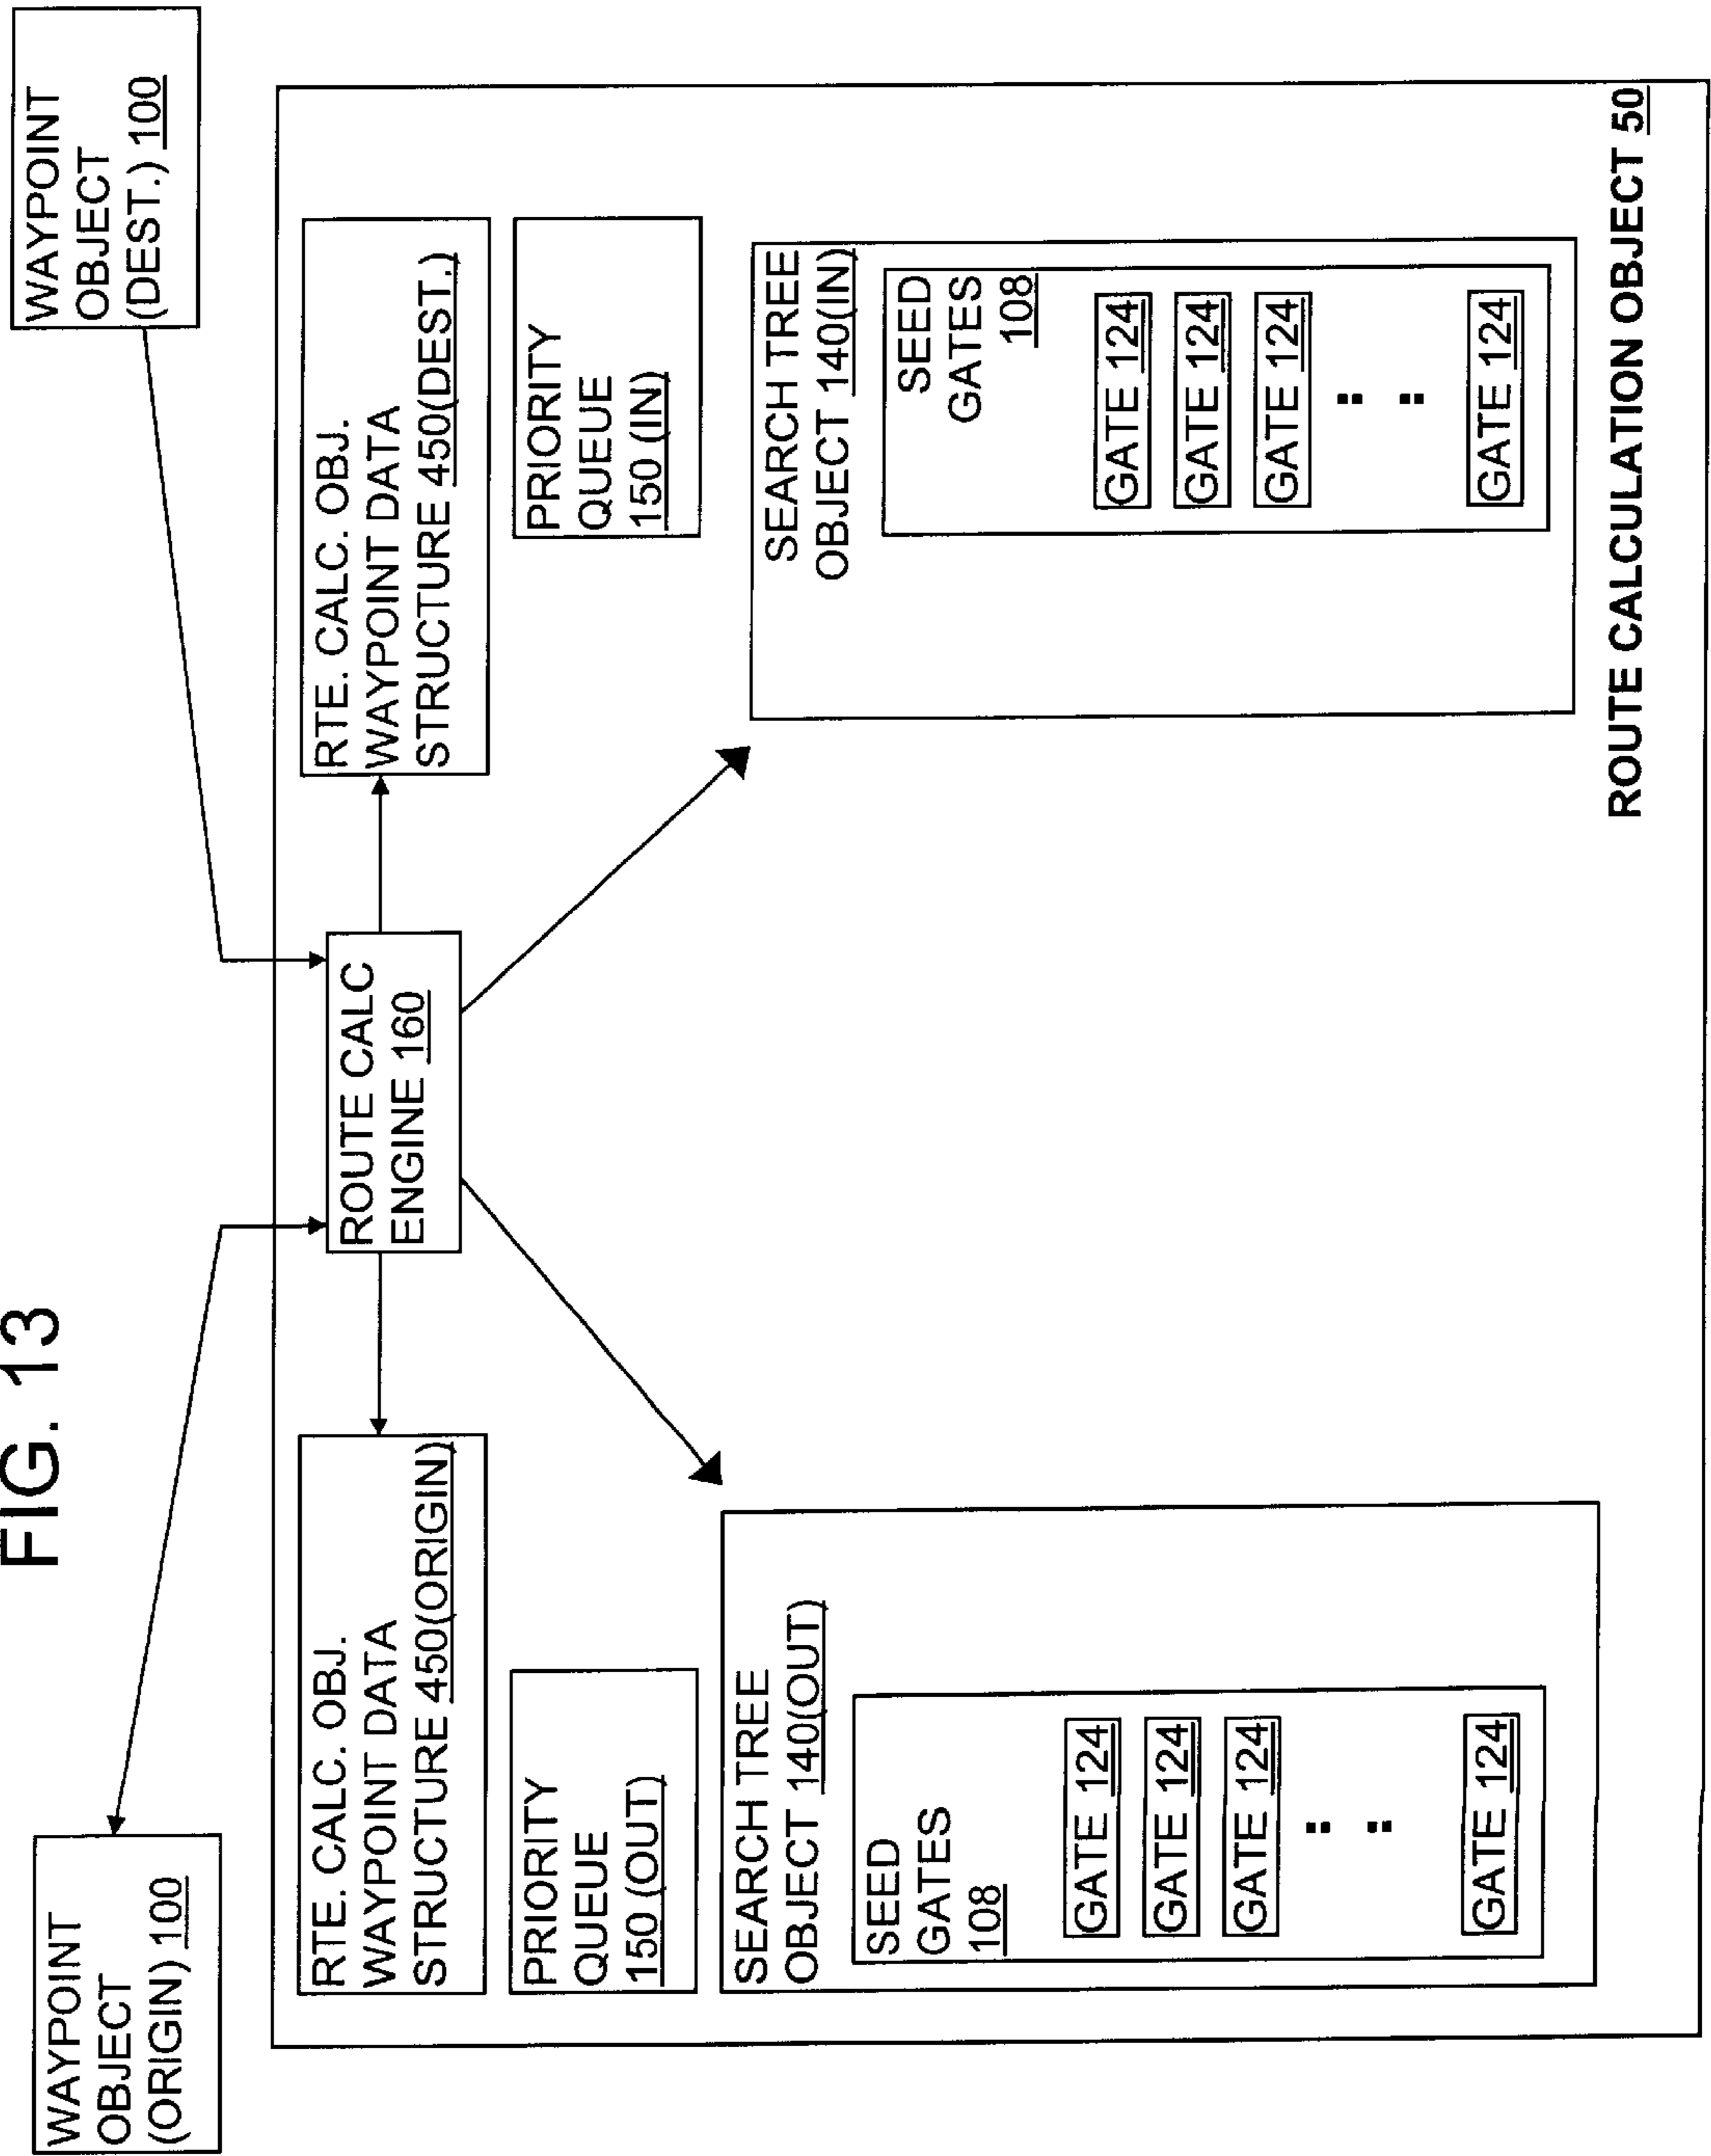 FIG. 13
WAYPOINT
OBJECT
(ORIGIN) 100
WAYPOINT
OBJECT
(DEST.) 100
ROUTE CALC
ENGINE 160
RTE. CALC. OBJ.
WAYPOINT DATA
STRUCTURE 450(ORIGIN)
PRIORITY
QUEUE
150 (OUT)
SEARCH TREE
OBJECT 140(OUT)
SEED
GATES
108
GATE 124
GATE 124
GATE 124
GATE 124
RTE. CALC. OBJ.
WAYPOINT DATA
STRUCTURE 450(DEST.)
PRIORITY
QUEUE
150 (IN)
SEARCH TREE
OBJECT 140(IN)
SEED
GATES
108
GATE 124
GATE 124
GATE 124
GATE 124
ROUTE CALCULATION OBJECT 50